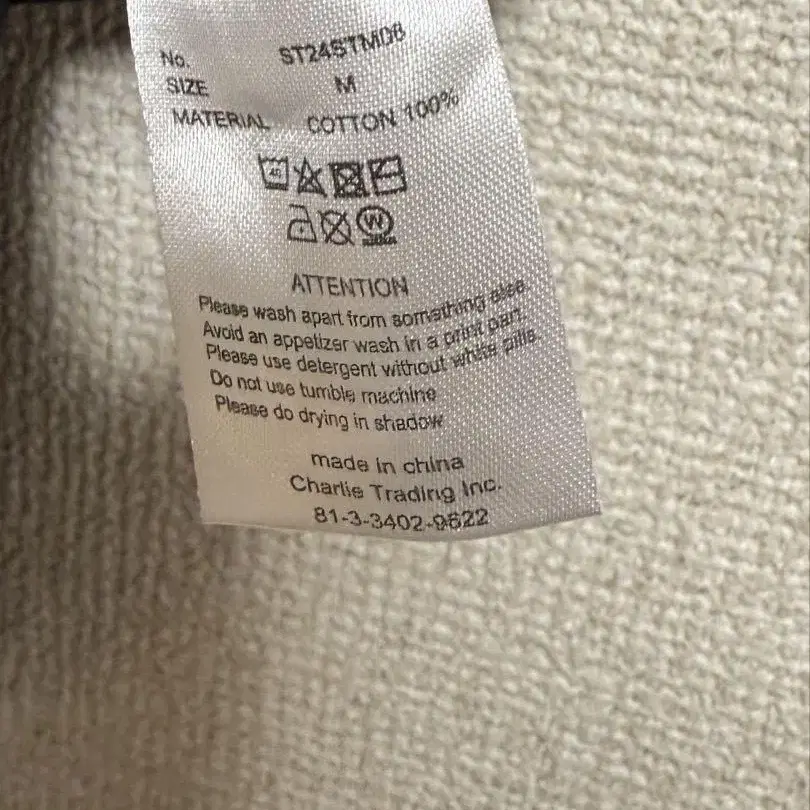 No. ST24STM08
SIZE M
MATERIAL COTTON 100%
40
W
ATTENTION
Please wash apart from something else.
Avoid an appetizer wash in a print part.
Please use detergent without white pills.
Do not use tumble machine
Please do drying in shadow
made in china
Charlie Trading Inc.
81-3-3402-9622